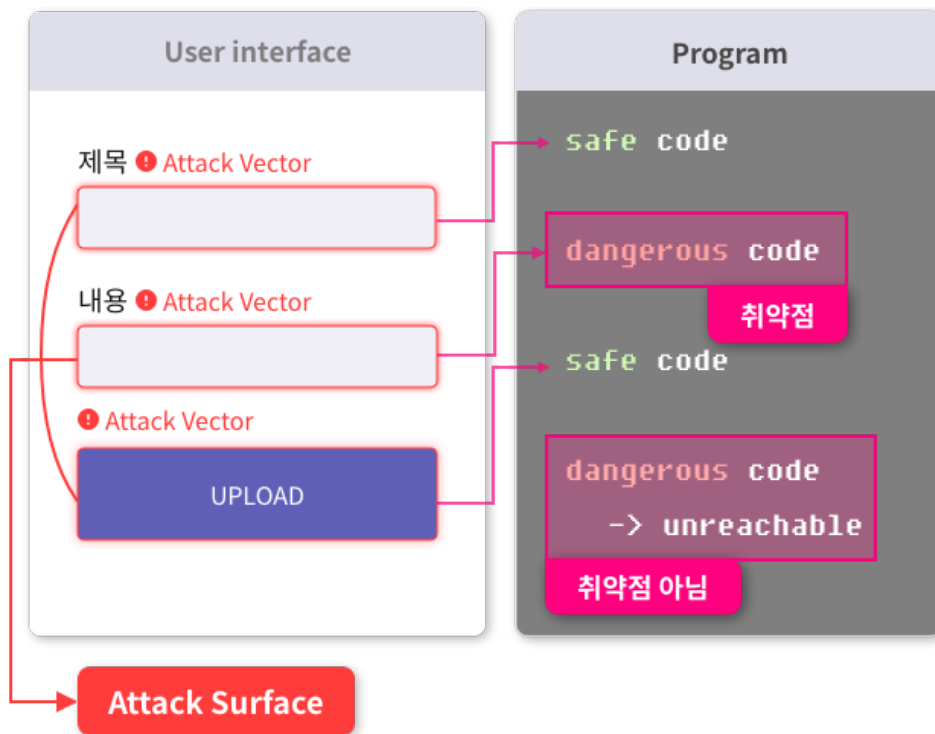 User interface
제목 ! Attack Vector
내용 ! Attack Vector
! Attack Vector
UPLOAD
Attack Surface
Program
safe code
dangerous code
취약점
safe code
dangerous code
-> unreachable
취약점 아님